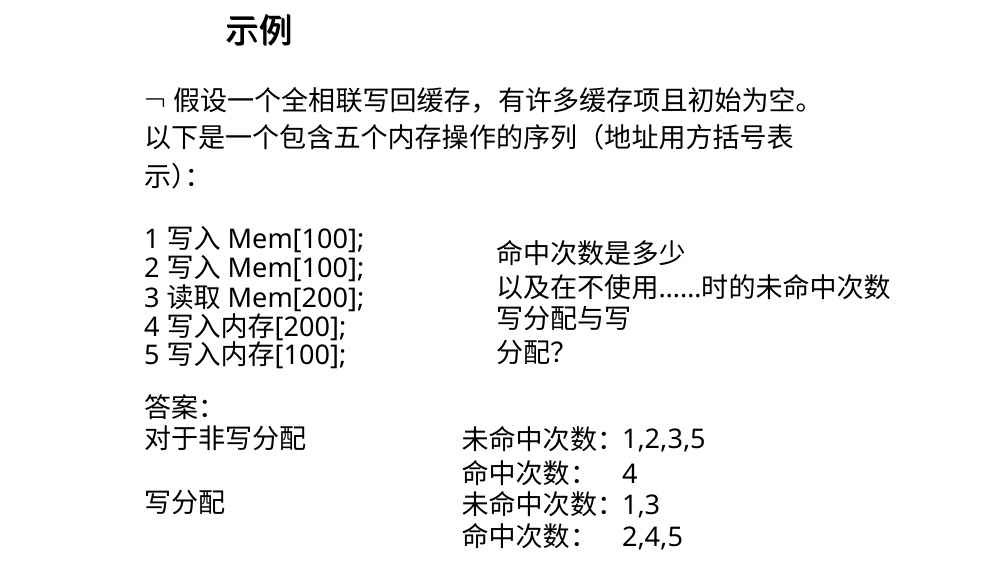 示例
﹁ 假设一个全相联写回缓存，有许多缓存项且初始为空。
以下是一个包含五个内存操作的序列（地址用方括号表
示）：
1 写入 Mem[100];
2 写入 Mem[100];
3 读取 Mem[200];
4 写入内存[200];
5 写入内存[100];
命中次数是多少
以及在不使用……时的未命中次数
写分配与写
分配？
答案：
对于非写分配 未命中次数：1,2,3,5
命中次数： 4
写分配 未命中次数：1,3
命中次数： 2,4,5